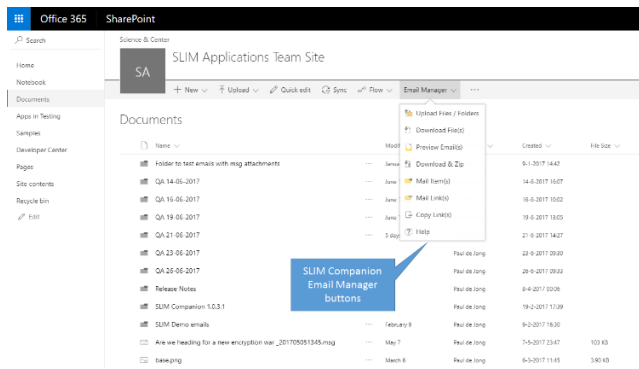 Office 365 SharePoint
Search
Science & Center
SLIM Applications Team Site
SA
Home
Notebook
Documents
Apps in Testing
Samples
Developer Center
Pages
Site contents
Recycle bin
Edit
+ New Upload Quick edit Sync Flow Email Manager ...
Upload Files / Folders
Download File(s)
Preview Email(s)
Download & Zip
Mail Item(s)
Mail Link(s)
Copy Link(s)
Help
Documents
Name Created File Size
Folder to test emails with msg attachments ... 9-1-2017 14:42
QA 14-06-2017 ... June 14-6-2017 16:07
QA 16-06-2017 ... June 16-6-2017 10:02
QA 19-06-2017 ... June 19-6-2017 13:05
QA 21-06-2017 ... 5 days 21-6-2017 14:27
QA 23-06-2017 Paul de Jong 23-6-2017 09:30
QA 26-06-2017 Paul de Jong 26-6-2017 09:33
Release Notes Paul de Jong 8-4-2017 00:06
SLIM Companion 1.0.3.1 Paul de Jong 19-2-2017 17:39
SLIM Demo emails ... February 9 Paul de Jong 9-2-2017 16:30
Are we heading for a new encryption war _201705051345.msg ... May 7 Paul de Jong 7-5-2017 23:47 103 KB
base.png ... March 6 Paul de Jong 6-3-2017 11:45 3.90 KB
SLIM Companion
Email Manager
buttons